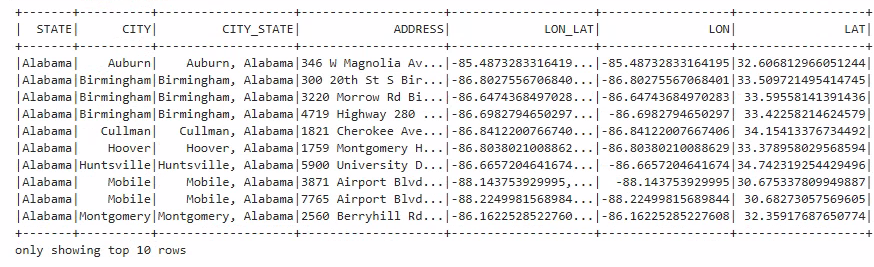 +-------+----------+-------------------+--------------------+--------------------+------------------+------------------+
|  STATE|      CITY|         CITY_STATE|             ADDRESS|             LON_LAT|               LON|               LAT|
+-------+----------+-------------------+--------------------+--------------------+------------------+------------------+
|Alabama|    Auburn|    Auburn, Alabama|346 W Magnolia Av...|-85.4873283316419...|-85.48732833164195|32.606812966051244|
|Alabama|Birmingham|Birmingham, Alabama|300 20th St S Bir...|-86.8027556706840...|-86.80275567068401|33.509721495414745|
|Alabama|Birmingham|Birmingham, Alabama|3220 Morrow Rd Bi...|-86.6474368497028...|-86.64743684970283| 33.59558141391436|
|Alabama|Birmingham|Birmingham, Alabama|4719 Highway 280 ...|-86.6982794650297...| -86.6982794650297| 33.42258214624579|
|Alabama|   Cullman|   Cullman, Alabama|1821 Cherokee Ave...|-86.8412200766740...|-86.84122007667406| 34.15413376734492|
|Alabama|    Hoover|    Hoover, Alabama|1759 Montgomery H...|-86.8038021008862...|-86.80380210088629|33.378958029568594|
|Alabama|Huntsville|Huntsville, Alabama|5900 University D...|-86.6657204641674...| -86.6657204641674|34.742319254429496|
|Alabama|    Mobile|    Mobile, Alabama|3871 Airport Blvd...|-88.143753929995,...|  -88.143753929995|30.675337809949887|
|Alabama|    Mobile|    Mobile, Alabama|7765 Airport Blvd...|-88.2249981568984...|-88.22499815689844| 30.68273057569605|
|Alabama|Montgomery|Montgomery, Alabama|2560 Berryhill Rd...|-86.1622528522760...|-86.16225285227608| 32.35917687650774|
+-------+----------+-------------------+--------------------+--------------------+------------------+------------------+
only showing top 10 rows